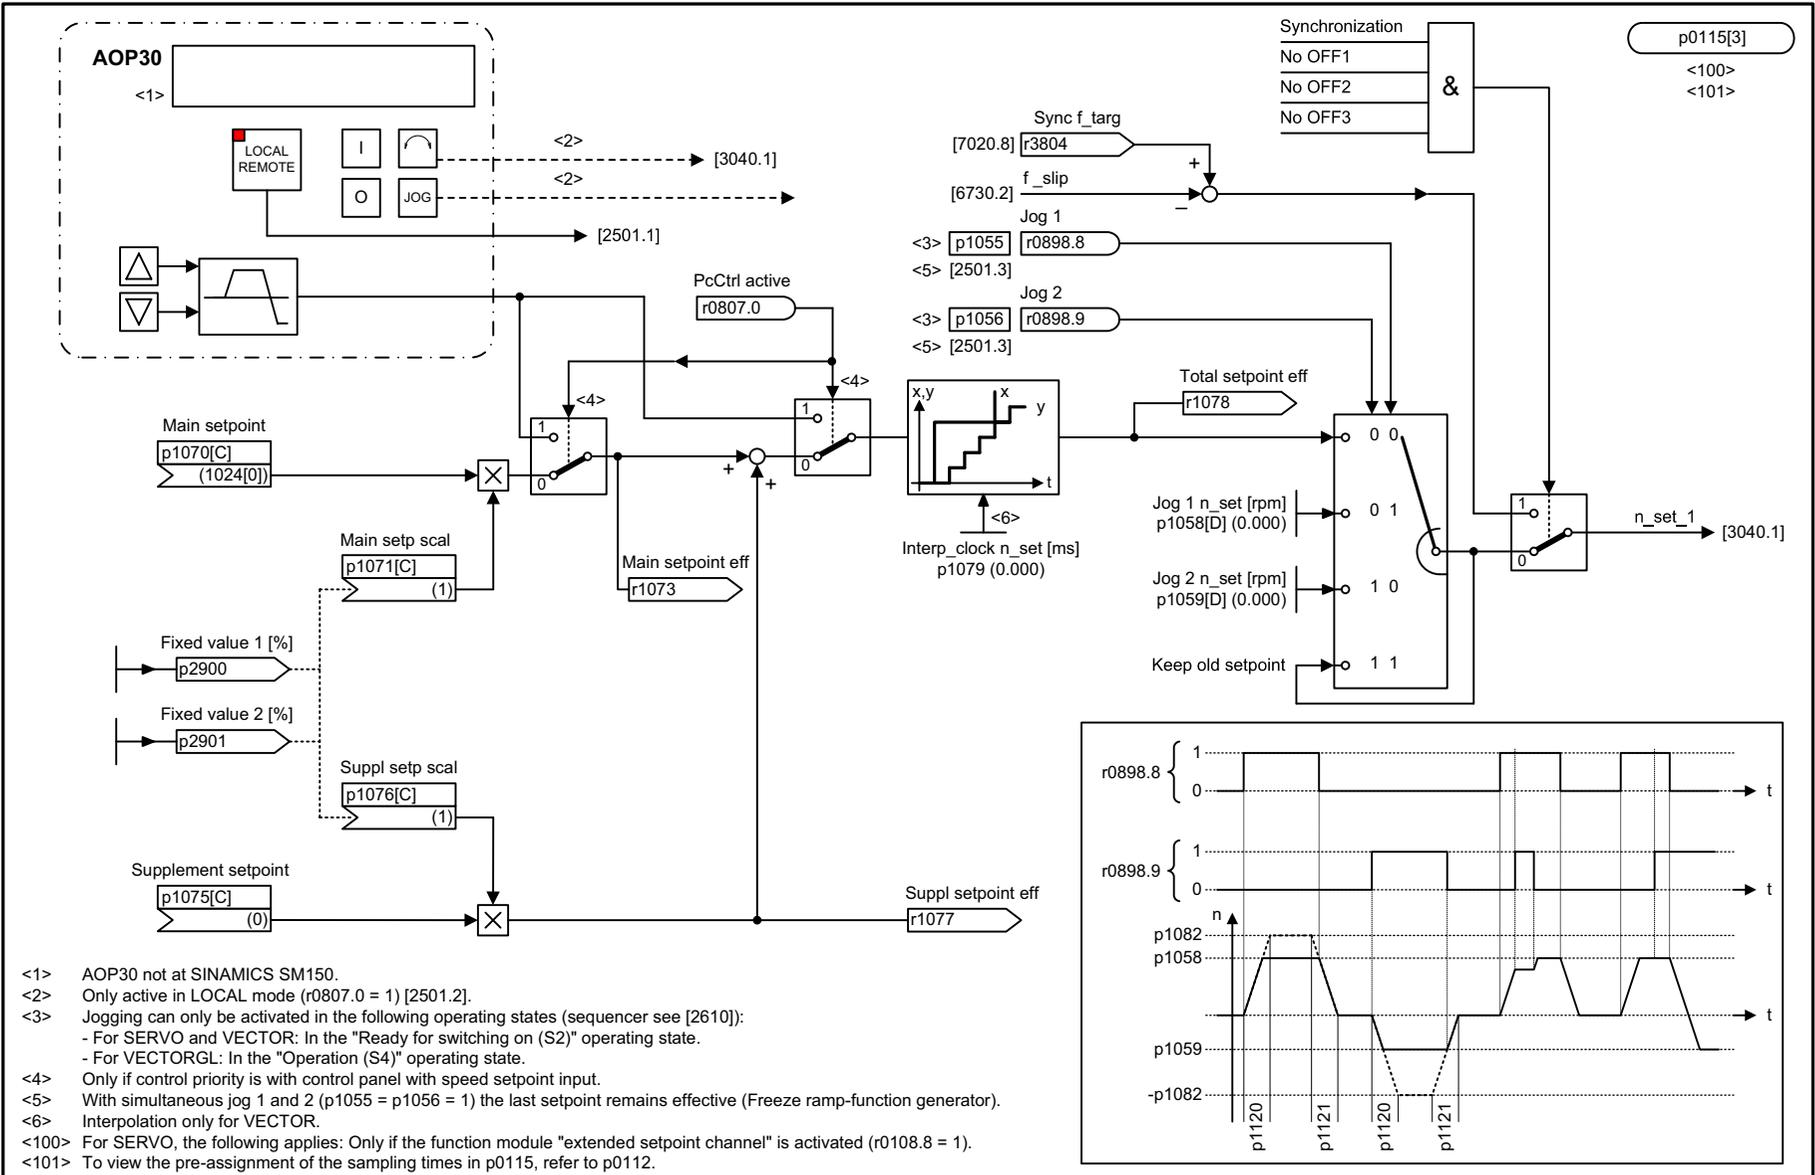 AOP30
<1>
LOCAL
REMOTE
I
O
JOG
<2>
[3040.1]
<2>
[2501.1]
Synchronization
No OFF1
No OFF2
No OFF3
&
p0115[3]
<100>
<101>
Sync f_targ
[7020.8] r3804
+
f _slip
[6730.2]
–
Jog 1
<3> p1055 r0898.8
<5> [2501.3]
Jog 2
<3> p1056 r0898.9
<5> [2501.3]
PcCtrl active
r0807.0
<4>
<4>
1
0
1
0
+
+
x,y
x
y
t
<6>
Interp_clock n_set [ms]
p1079 (0.000)
Total setpoint eff
r1078
Main setpoint
p1070[C]
(1024[0])
Main setp scal
p1071[C]
(1)
Main setpoint eff
r1073
Fixed value 1 [%]
p2900
Fixed value 2 [%]
p2901
Suppl setp scal
p1076[C]
(1)
Supplement setpoint
p1075[C]
(0)
Suppl setpoint eff
r1077
0 0
Jog 1 n_set [rpm]
p1058[D] (0.000)
0 1
Jog 2 n_set [rpm]
p1059[D] (0.000)
1 0
Keep old setpoint
1 1
1
0
n_set_1
[3040.1]
r0898.8
1
0
t
r0898.9
1
0
t
n
p1082
p1058
t
p1059
-p1082
p1120
p1121
p1120
p1121
<1> AOP30 not at SINAMICS SM150.
<2> Only active in LOCAL mode (r0807.0 = 1) [2501.2].
<3> Jogging can only be activated in the following operating states (sequencer see [2610]):
- For SERVO and VECTOR: In the "Ready for switching on (S2)" operating state.
- For VECTORGL: In the "Operation (S4)" operating state.
<4> Only if control priority is with control panel with speed setpoint input.
<5> With simultaneous jog 1 and 2 (p1055 = p1056 = 1) the last setpoint remains effective (Freeze ramp-function generator).
<6> Interpolation only for VECTOR.
<100> For SERVO, the following applies: Only if the function module "extended setpoint channel" is activated (r0108.8 = 1).
<101> To view the pre-assignment of the sampling times in p0115, refer to p0112.